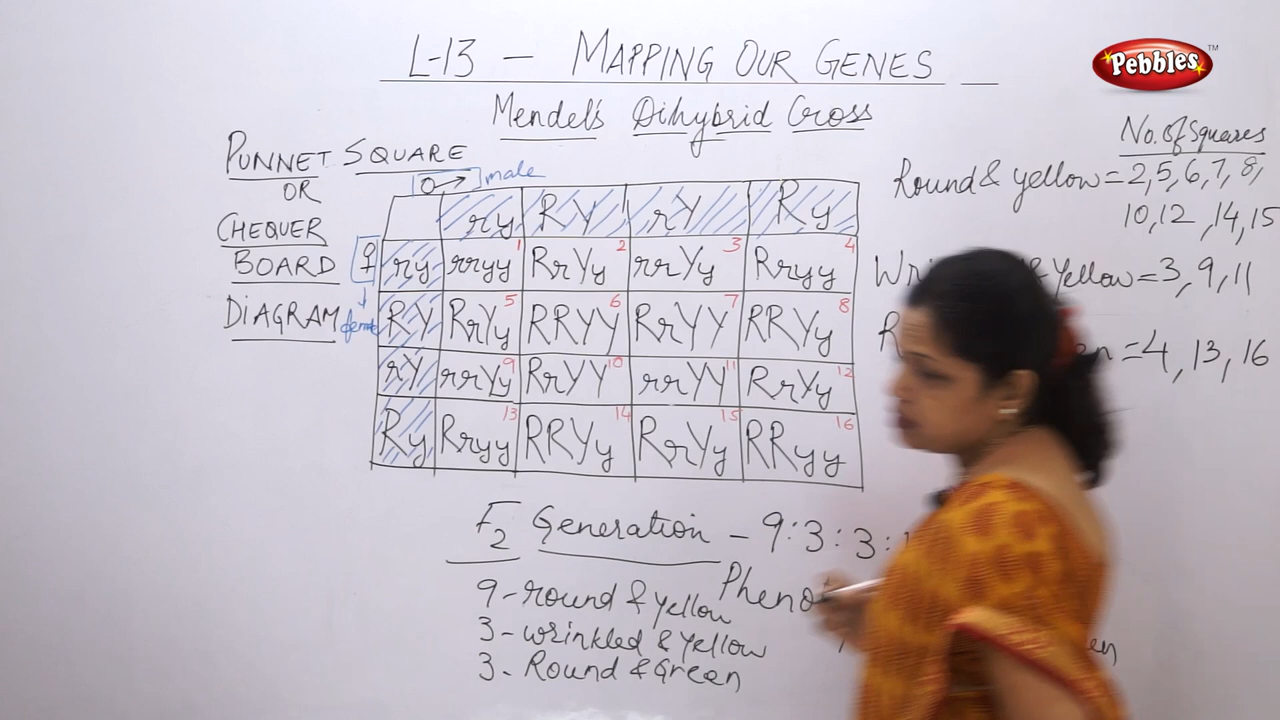 L-13 — MAPPING OUR GENES
Pebbles™
Mendel's Dihybrid Cross
PUNNET SQUARE
OR
CHEQUER
BOARD
DIAGRAM
♂ male
♀
ry RY rY Ry
ry rryy 1 RrYy 2 rrYy 3 Rryy 4
RY RrYy 5 RRYY 6 RrYY 7 RRYy 8
rY rrYy 9 RrYY 10 rrYY 11 RrYy 12
Ry Rryy 13 RRYy 14 RrYy 15 RRyy 16
No. of Squares
Round & yellow = 2,5,6,7,8,
10,12,14,15
& Yellow = 3, 9, 11
= 4, 13, 16
F2 Generation - 9:3:3:
9 - round & yellow
3 - wrinkled & yellow
3 - Round & Green